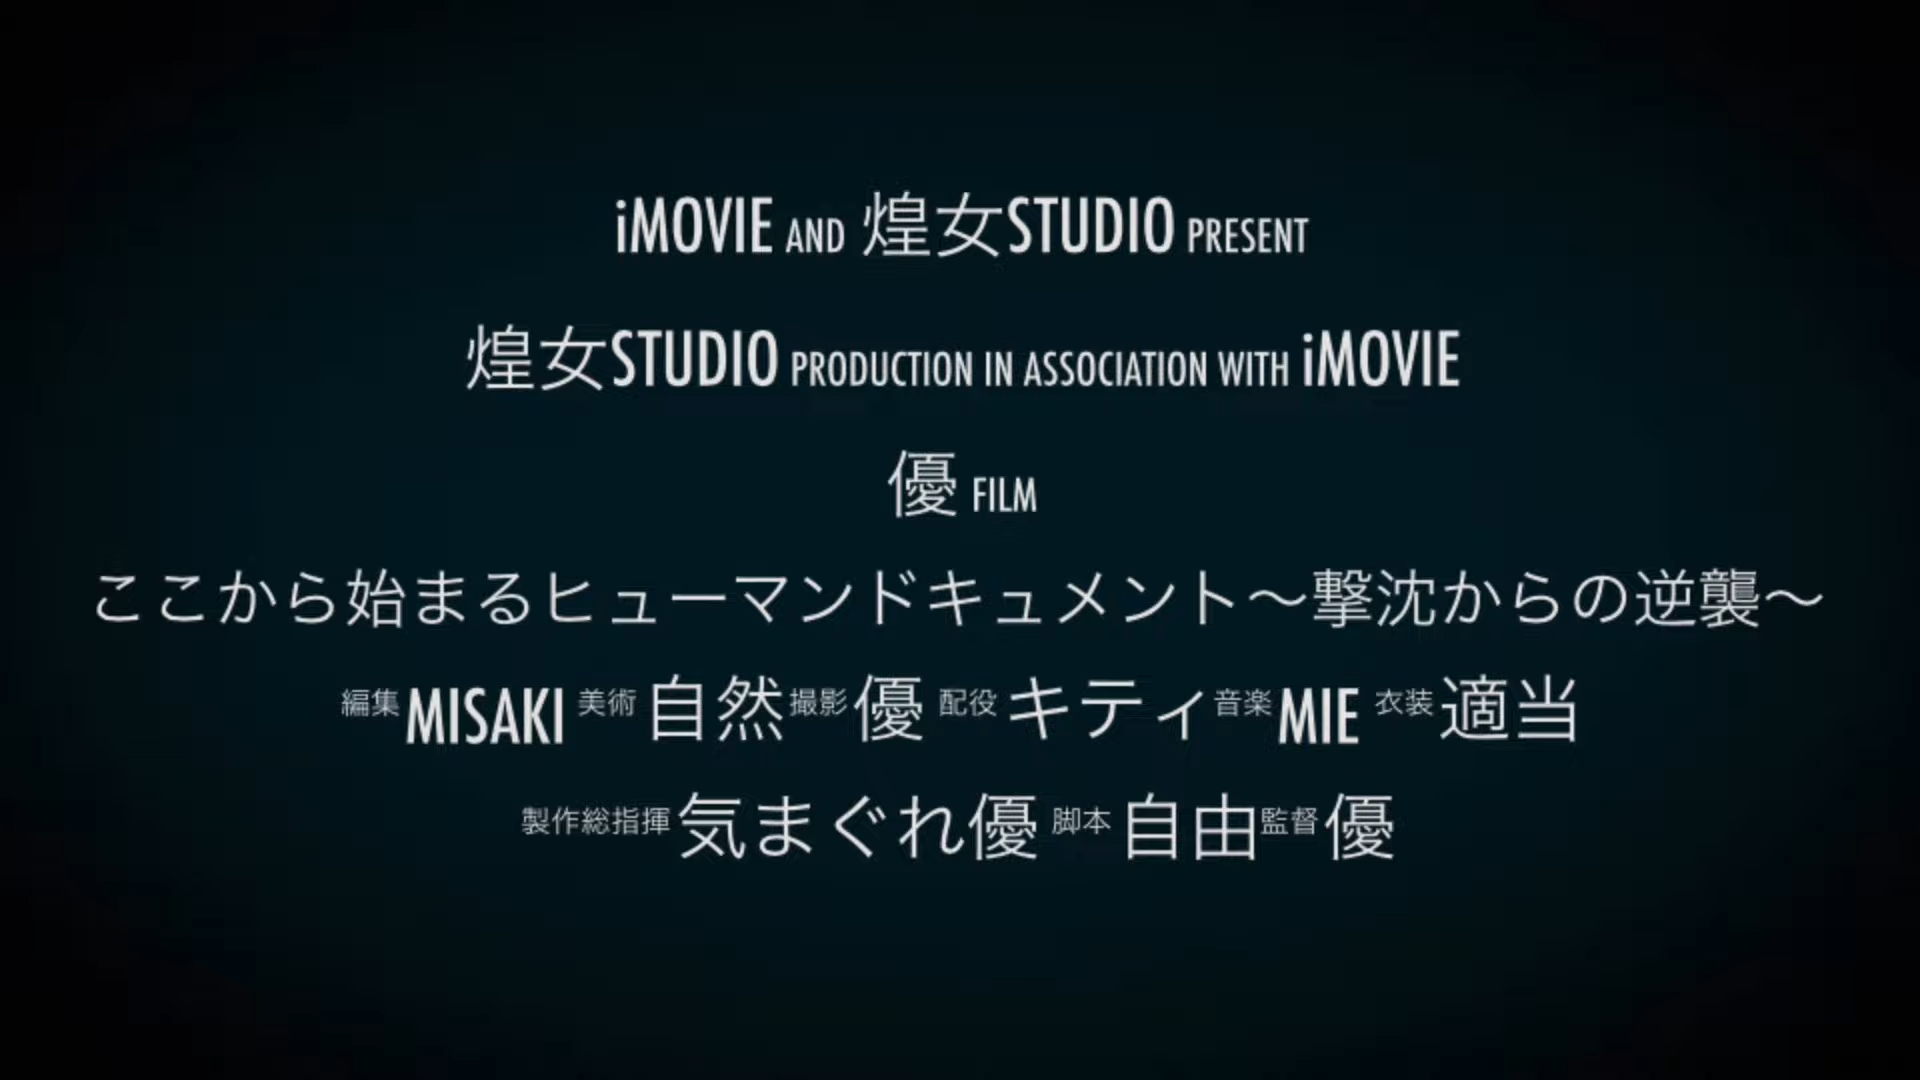 iMOVIE AND 煌女STUDIO PRESENT
煌女STUDIO PRODUCTION IN ASSOCIATION WITH iMOVIE
優 FILM
ここから始まるヒューマンドキュメント〜撃沈からの逆襲〜
編集 MISAKI 美術 自然 撮影 優 配役 キティ 音楽 MIE 衣装 適当
製作総指揮 気まぐれ優 脚本 自由 監督 優